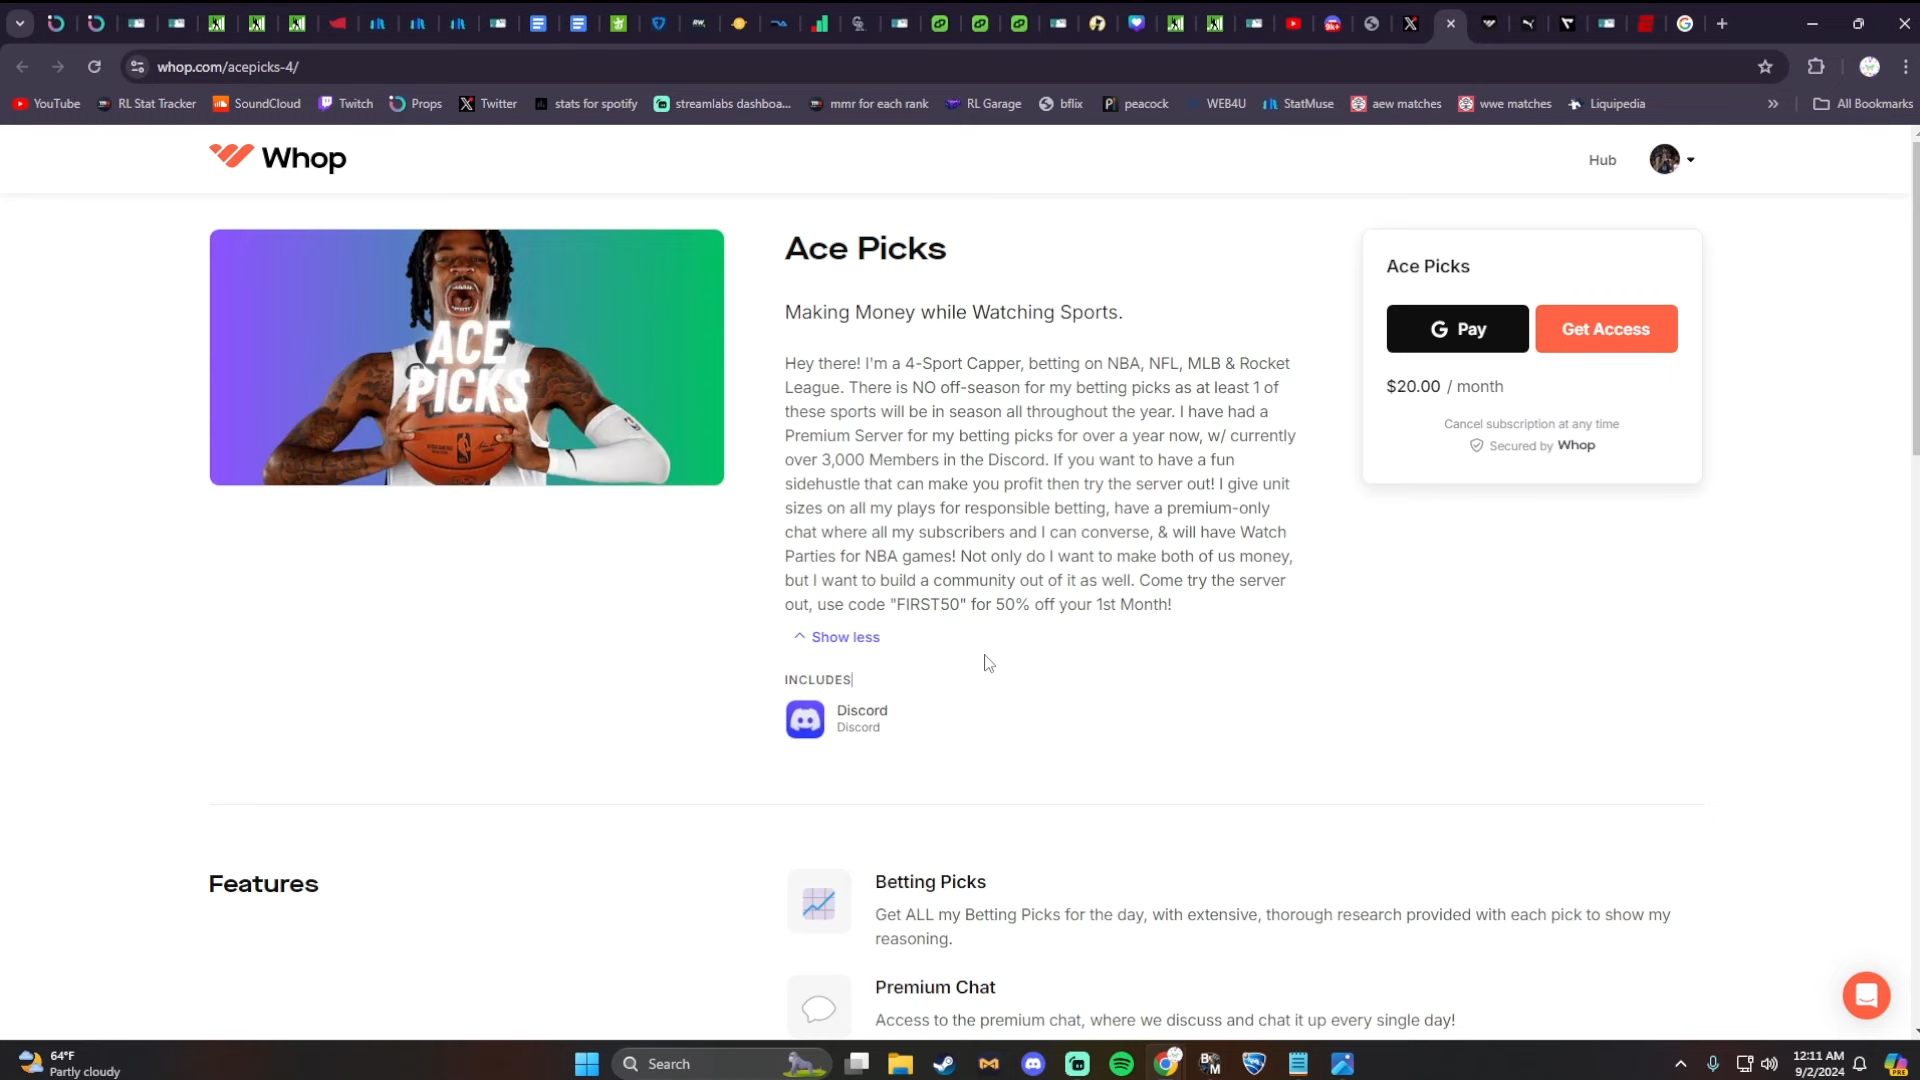 whop.com/acepicks-4/
YouTube
RL Stat Tracker
SoundCloud
Twitch
Props
Twitter
stats for spotify
streamlabs dashboa...
mmr for each rank
RL Garage
bflix
peacock
WEB4U
StatMuse
aew matches
wwe matches
Liquipedia
»
All Bookmarks
Whop
Hub
ACE
PICKS
Ace Picks
Making Money while Watching Sports.
Hey there! I'm a 4-Sport Capper, betting on NBA, NFL, MLB & Rocket
League. There is NO off-season for my betting picks as at least 1 of
these sports will be in season all throughout the year. I have had a
Premium Server for my betting picks for over a year now, w/ currently
over 3,000 Members in the Discord. If you want to have a fun
sidehustle that can make you profit then try the server out! I give unit
sizes on all my plays for responsible betting, have a premium-only
chat where all my subscribers and I can converse, & will have Watch
Parties for NBA games! Not only do I want to make both of us money,
but I want to build a community out of it as well. Come try the server
out, use code "FIRST50" for 50% off your 1st Month!
Show less
INCLUDES
Discord
Discord
Ace Picks
G Pay
Get Access
$20.00 / month
Cancel subscription at any time
Secured by Whop
Features
Betting Picks
Get ALL my Betting Picks for the day, with extensive, thorough research provided with each pick to show my
reasoning.
Premium Chat
Access to the premium chat, where we discuss and chat it up every single day!
64°F
Partly cloudy
Search
12:11 AM
9/2/2024